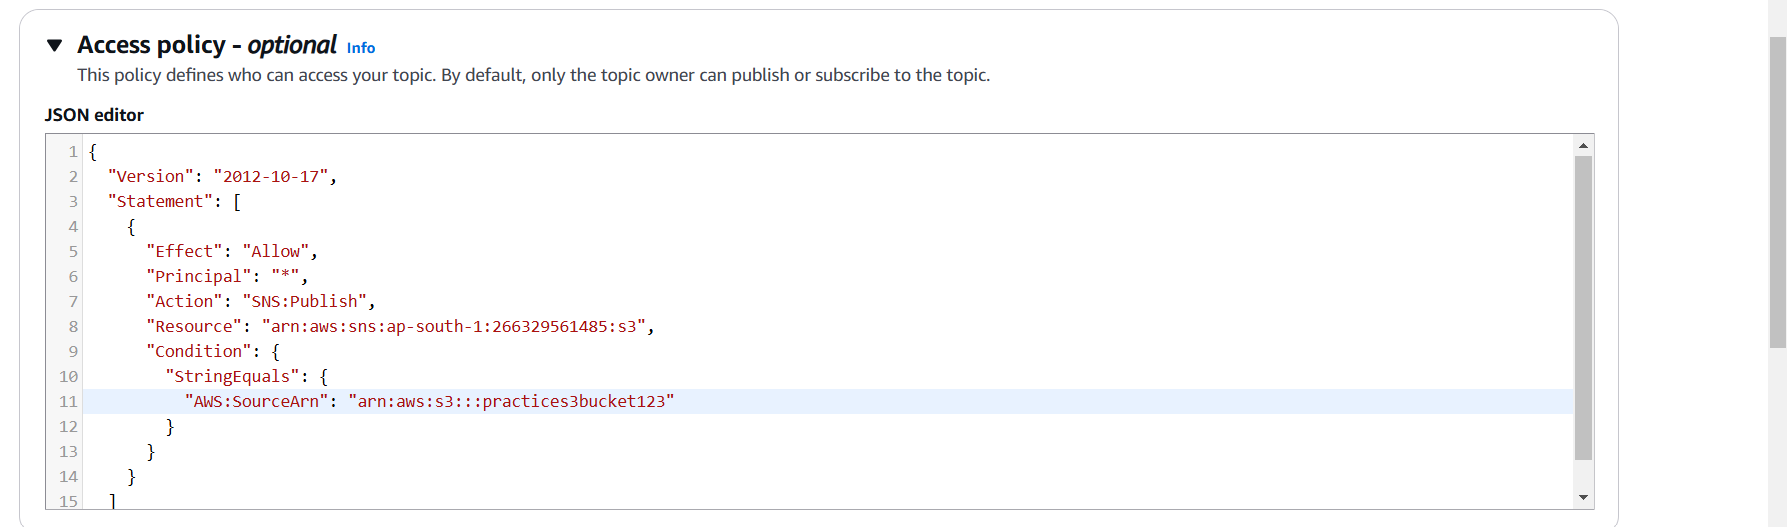 ▼ Access policy - optional Info
This policy defines who can access your topic. By default, only the topic owner can publish or subscribe to the topic.
JSON editor
1 {
2   "Version": "2012-10-17",
3   "Statement": [
4     {
5       "Effect": "Allow",
6       "Principal": "*",
7       "Action": "SNS:Publish",
8       "Resource": "arn:aws:sns:ap-south-1:266329561485:s3",
9       "Condition": {
10         "StringEquals": {
11           "AWS:SourceArn": "arn:aws:s3:::practices3bucket123"
12         }
13       }
14     }
15   ]